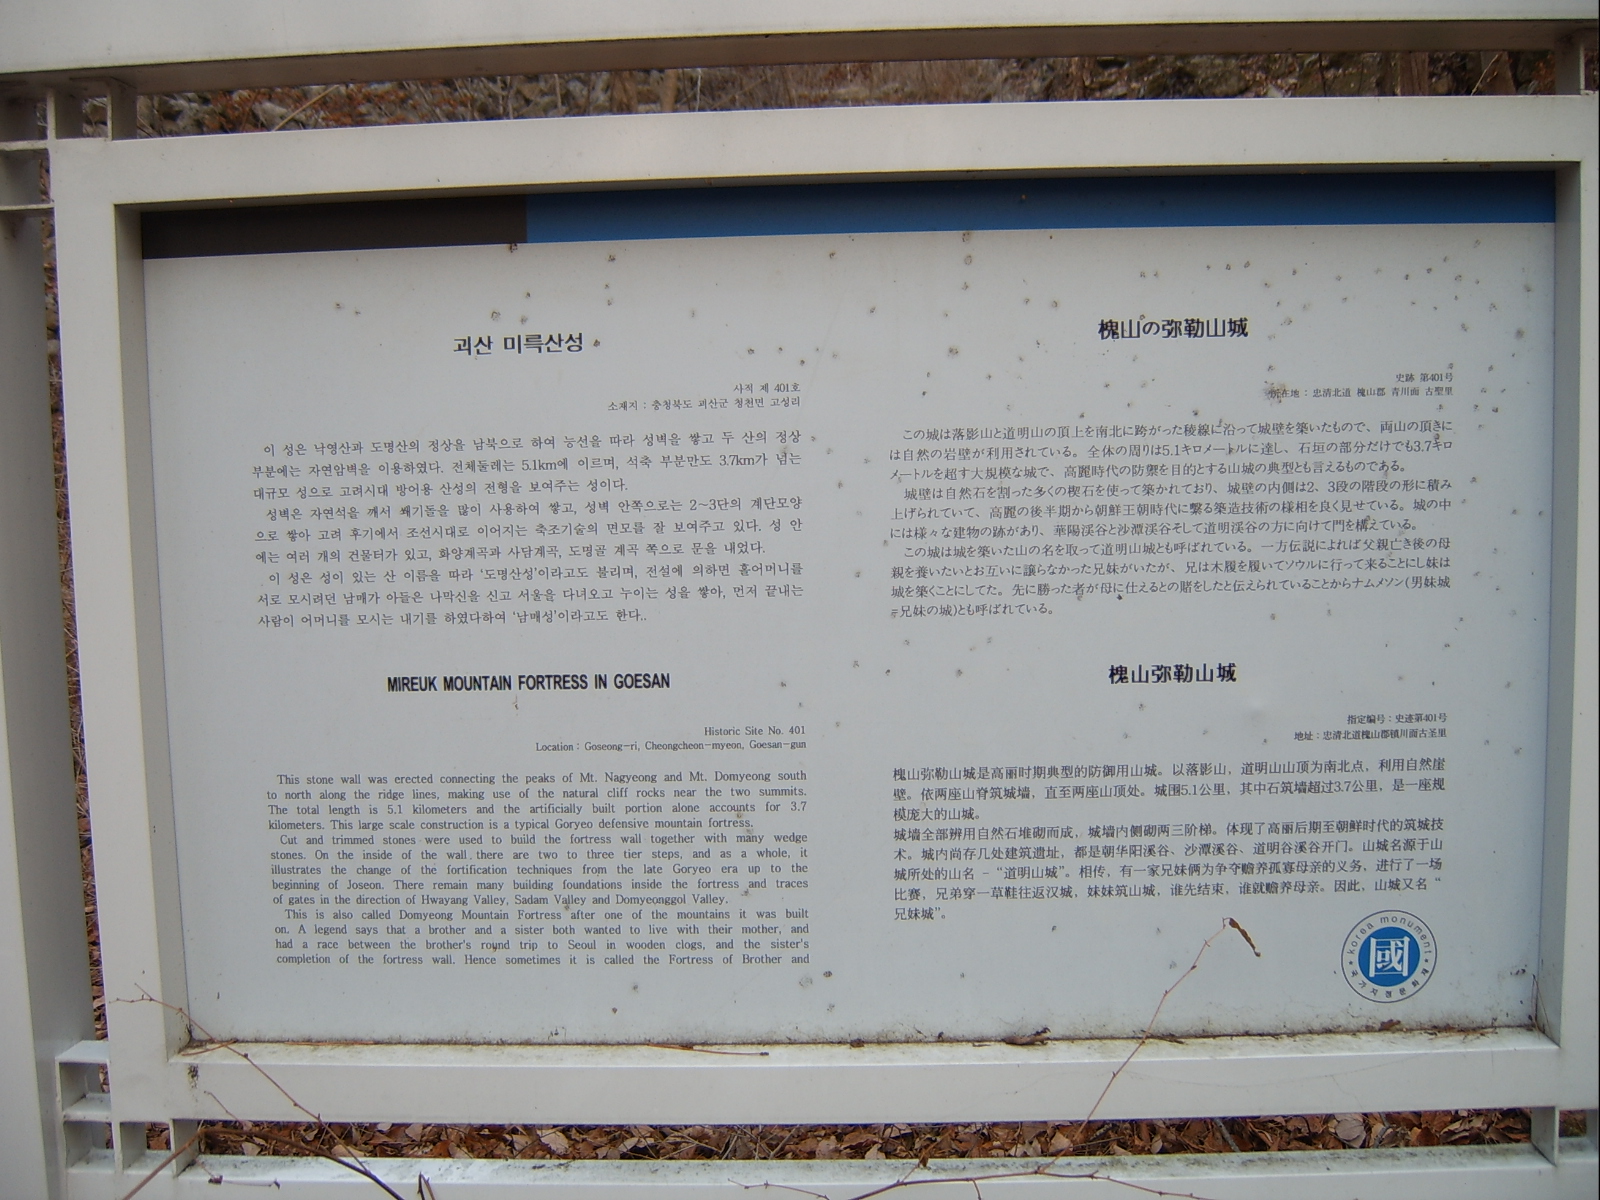 괴산 미륵산성
사적 제 401호
소재지 : 충청북도 괴산군 청천면 고성리
이 성은 낙영산과 도명산의 정상을 남북으로 하여 능선을 따라 성벽을 쌓고 두 산의 정상
부분에는 자연암벽을 이용하였다. 전체둘레는 5.1km에 이르며, 석축 부분만도 3.7km가 넘는
대규모 성으로 고려시대 방어용 산성의 전형을 보여주는 성이다.
성벽은 자연석을 깨서 쐐기돌을 많이 사용하여 쌓고, 성벽 안쪽으로는 2~3단의 계단모양
으로 쌓아 고려 후기에서 조선시대로 이어지는 축조기술의 면모를 잘 보여주고 있다. 성 안
에는 여러 개의 건물터가 있고, 화양계곡과 사담계곡, 도명골 계곡 쪽으로 문을 내었다.
이 성은 성이 있는 산 이름을 따라 '도명산성'이라고도 불리며, 전설에 의하면 홀어머니를
서로 모시려던 남매가 아들은 나막신을 신고 서울을 다녀오고 누이는 성을 쌓아, 먼저 끝내는
사람이 어머니를 모시는 내기를 하였다하여 '남매성'이라고도 한다..
MIREUK MOUNTAIN FORTRESS IN GOESAN
Historic Site No. 401
Location : Goseong-ri, Cheongcheon-myeon, Goesan-gun
This stone wall was erected connecting the peaks of Mt. Nagyeong and Mt. Domyeong south
to north along the ridge lines, making use of the natural cliff rocks near the two summits.
The total length is 5.1 kilometers and the artificially built portion alone accounts for 3.7
kilometers. This large scale construction is a typical Goryeo defensive mountain fortress.
Cut and trimmed stones were used to build the fortress wall together with many wedge
stones. On the inside of the wall there are two to three tier steps, and as a whole, it
illustrates the change of the fortification techniques from the late Goryeo era up to the
beginning of Joseon. There remain many building foundations inside the fortress and traces
of gates in the direction of Hwayang Valley, Sadam Valley and Domyeonggol Valley.
This is also called Domyeong Mountain Fortress after one of the mountains it was built
on. A legend says that a brother and a sister both wanted to live with their mother, and
had a race between the brother's round trip to Seoul in wooden clogs, and the sister's
completion of the fortress wall. Hence sometimes it is called the Fortress of Brother and
槐山の弥勒山城
史跡 第401号
所在地 : 忠清北道 槐山郡 青川面 古聖里
この城は落影山と道明山の頂上を南北に跨がった稜線に沿って城壁を築いたもので、両山の頂きに
は自然の岩壁が利用されている。全体の周りは5.1キロメートルに達し、石垣の部分だけでも3.7キロ
メートルを超す大規模な城で、高麗時代の防禦を目的とする山城の典型とも言えるものである。
城壁は自然石を割った多くの楔石を使って築かれており、城壁の内側は2、3段の階段の形に積み
上げられていて、高麗の後半期から朝鮮王朝時代に繋る築造技術の様相を良く見せている。城の中
には様々な建物の跡があり、華陽渓谷と沙潭渓谷そして道明渓谷の方に向けて門を構えている。
この城は城を築いた山の名を取って道明山城とも呼ばれている。一方伝説によれば父親亡き後の母
親を養いたいとお互いに譲らなかった兄妹がいたが、兄は木履を履いてソウルに行って来ることにし妹は
城を築くことにしてた。先に勝った者が母に仕えるとの賭をしたと伝えられていることからナムメソン(男妹城
=兄妹の城)とも呼ばれている。
槐山弥勒山城
指定编号 : 史迹第401号
地址 : 忠清北道槐山郡镇川面古圣里
槐山弥勒山城是高丽时期典型的防御用山城。以落影山，道明山山顶为南北点，利用自然崖
壁。依两座山脊筑城墙，直至两座山顶处。城围5.1公里，其中石筑墙超过3.7公里，是一座规
模庞大的山城。
城墙全部辨用自然石堆砌而成，城墙内侧砌两三阶梯。体现了高丽后期至朝鲜时代的筑城技
术。城内尚存几处建筑遗址，都是朝华阳溪谷、沙潭溪谷、道明谷溪谷开门。山城名源于山
城所处的山名 - “道明山城”。相传，有一家兄妹俩为争夺赡养孤寡母亲的义务，进行了一场
比赛，兄弟穿一草鞋往返汉城，妹妹筑山城，谁先结束，谁就赡养母亲。因此，山城又名 “
兄妹城”。
korea monument
國
국가지정문화재